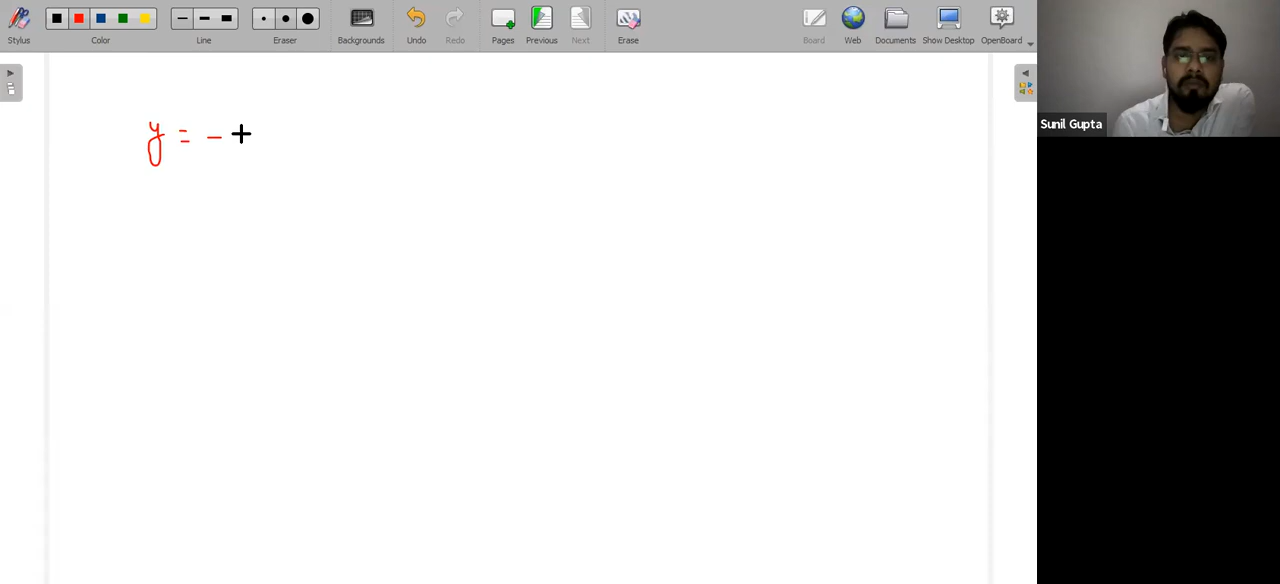 Stylus Color Line Eraser Backgrounds Undo Redo Pages Previous Next Erase Board Web Documents Show Desktop OpenBoard
Sunil Gupta
y = -